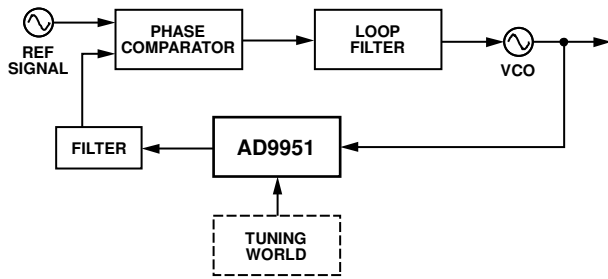 REF
SIGNAL
PHASE
COMPARATOR
LOOP
FILTER
VCO
FILTER
AD9951
TUNING
WORLD